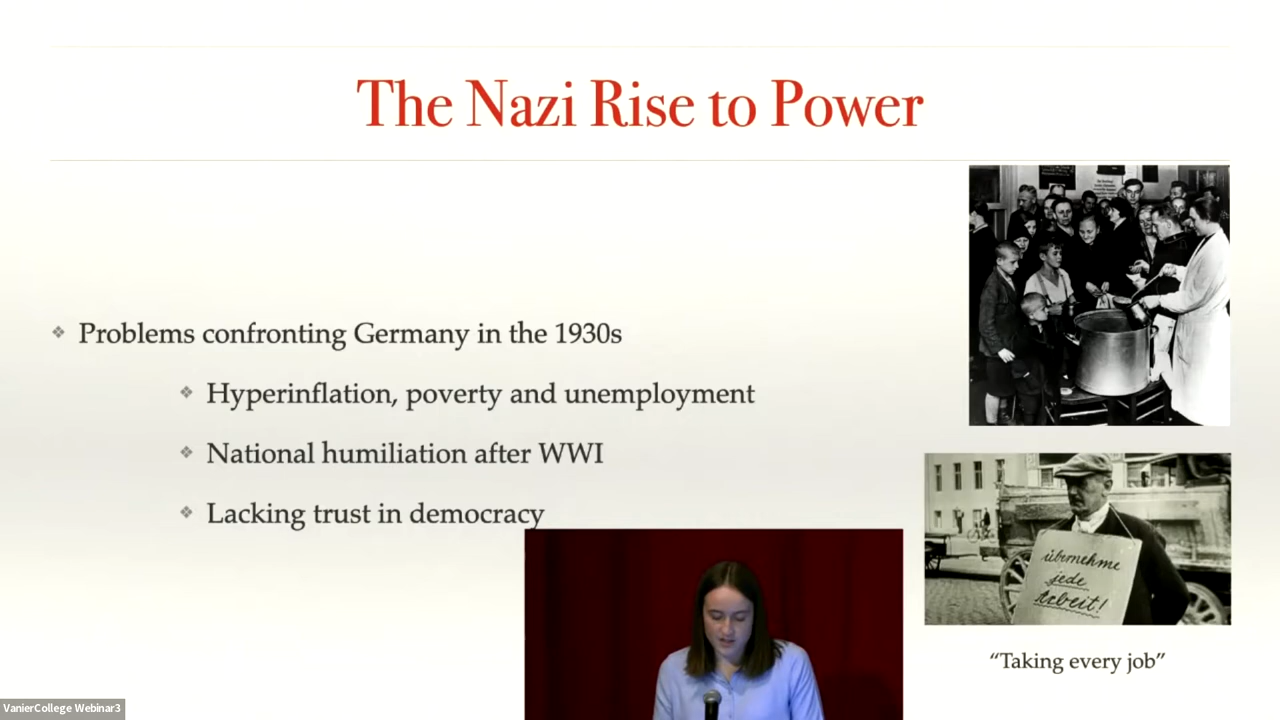 The Nazi Rise to Power
Problems confronting Germany in the 1930s
Hyperinflation, poverty and unemployment
National humiliation after WWI
Lacking trust in democracy
übernehme
jede
Arbeit!
“Taking every job”
VanierCollege Webinar3